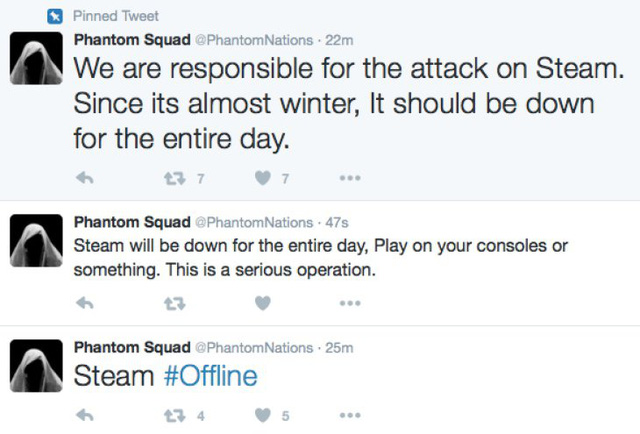 Pinned Tweet
Phantom Squad @PhantomNations · 22m
We are responsible for the attack on Steam.
Since its almost winter, It should be down
for the entire day.
7 7
Phantom Squad @PhantomNations · 47s
Steam will be down for the entire day, Play on your consoles or
something. This is a serious operation.
Phantom Squad @PhantomNations · 25m
Steam #Offline
4 5